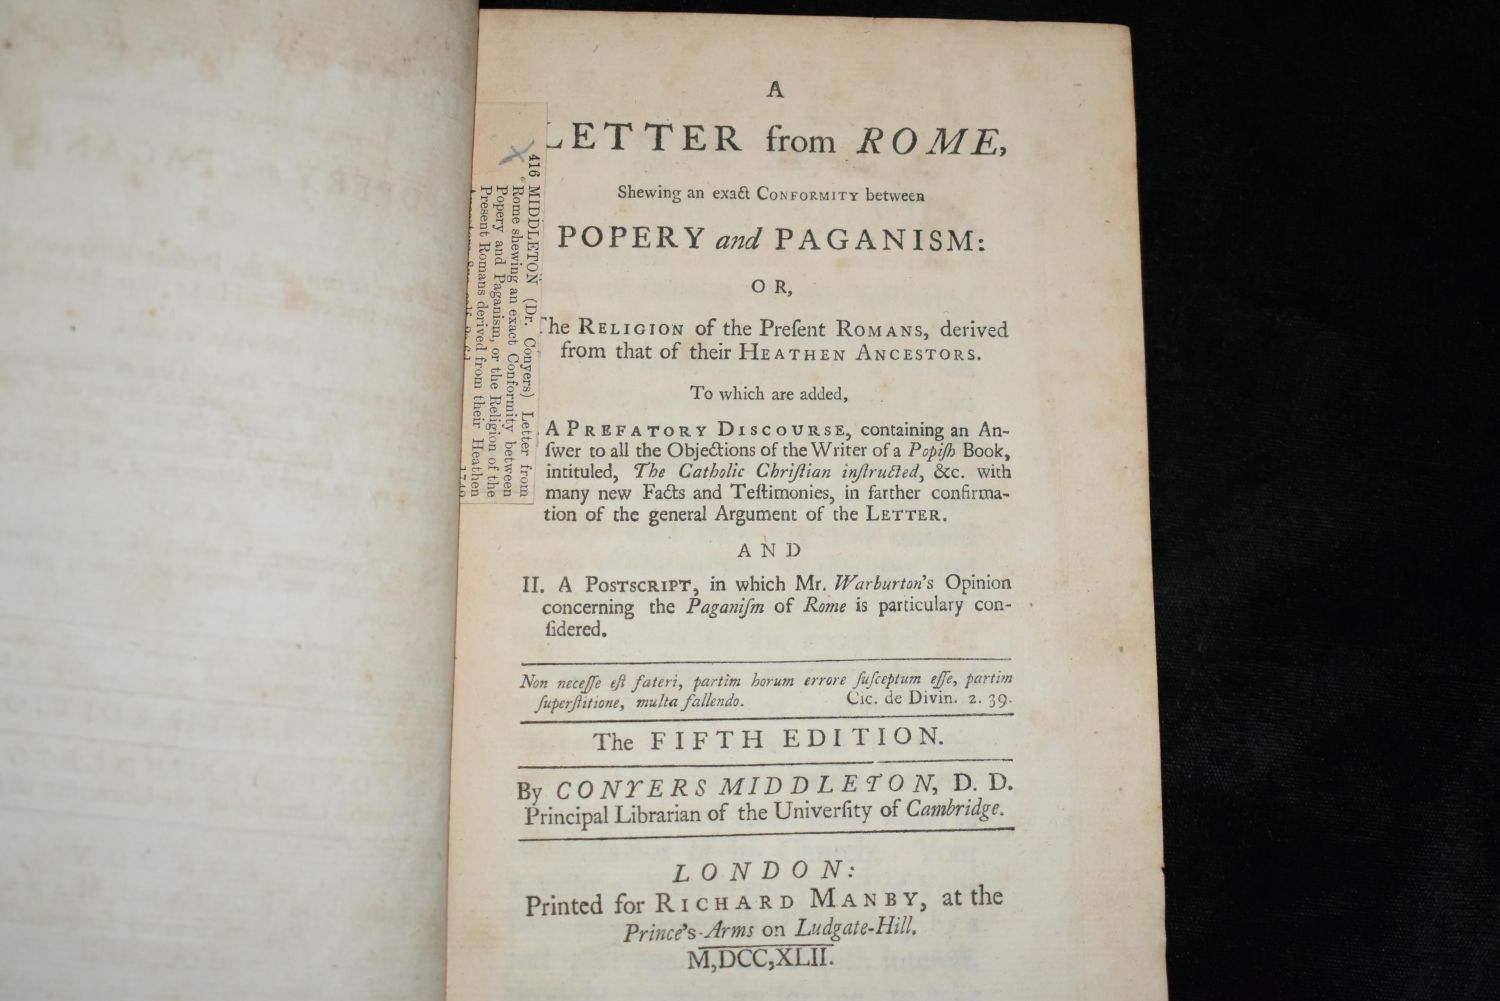 A
LETTER from ROME,
Shewing an exact CONFORMITY between
POPERY and PAGANISM:
OR,
The RELIGION of the Preſent ROMANS, derived
from that of their HEATHEN ANCESTORS.
To which are added,
A PREFATORY DISCOURSE, containing an An-
ſwer to all the Objections of the Writer of a Popiſh Book,
intituled, The Catholic Chriſtian inſtructed, &c. with
many new Facts and Teſtimonies, in farther confirma-
tion of the general Argument of the LETTER.
AND
II. A POSTSCRIPT, in which Mr. Warburton's Opinion
concerning the Paganiſm of Rome is particulary con-
ſidered.
Non neceſſe eſt fateri, partim horum errore ſuſceptum eſſe, partim
ſuperſtitione, multa fallendo. Cic. de Divin. 2. 39.
The FIFTH EDITION.
By CONYERS MIDDLETON, D. D.
Principal Librarian of the Univerſity of Cambridge.
LONDON:
Printed for RICHARD MANBY, at the
Prince's-Arms on Ludgate-Hill.
M,DCC,XLII.
416 MIDDLETON (Dr. Conyers) Letter from
Rome shewing an exact Conformity between
Popery and Paganism, or the Religion of the
Present Romans derived from their Heathen